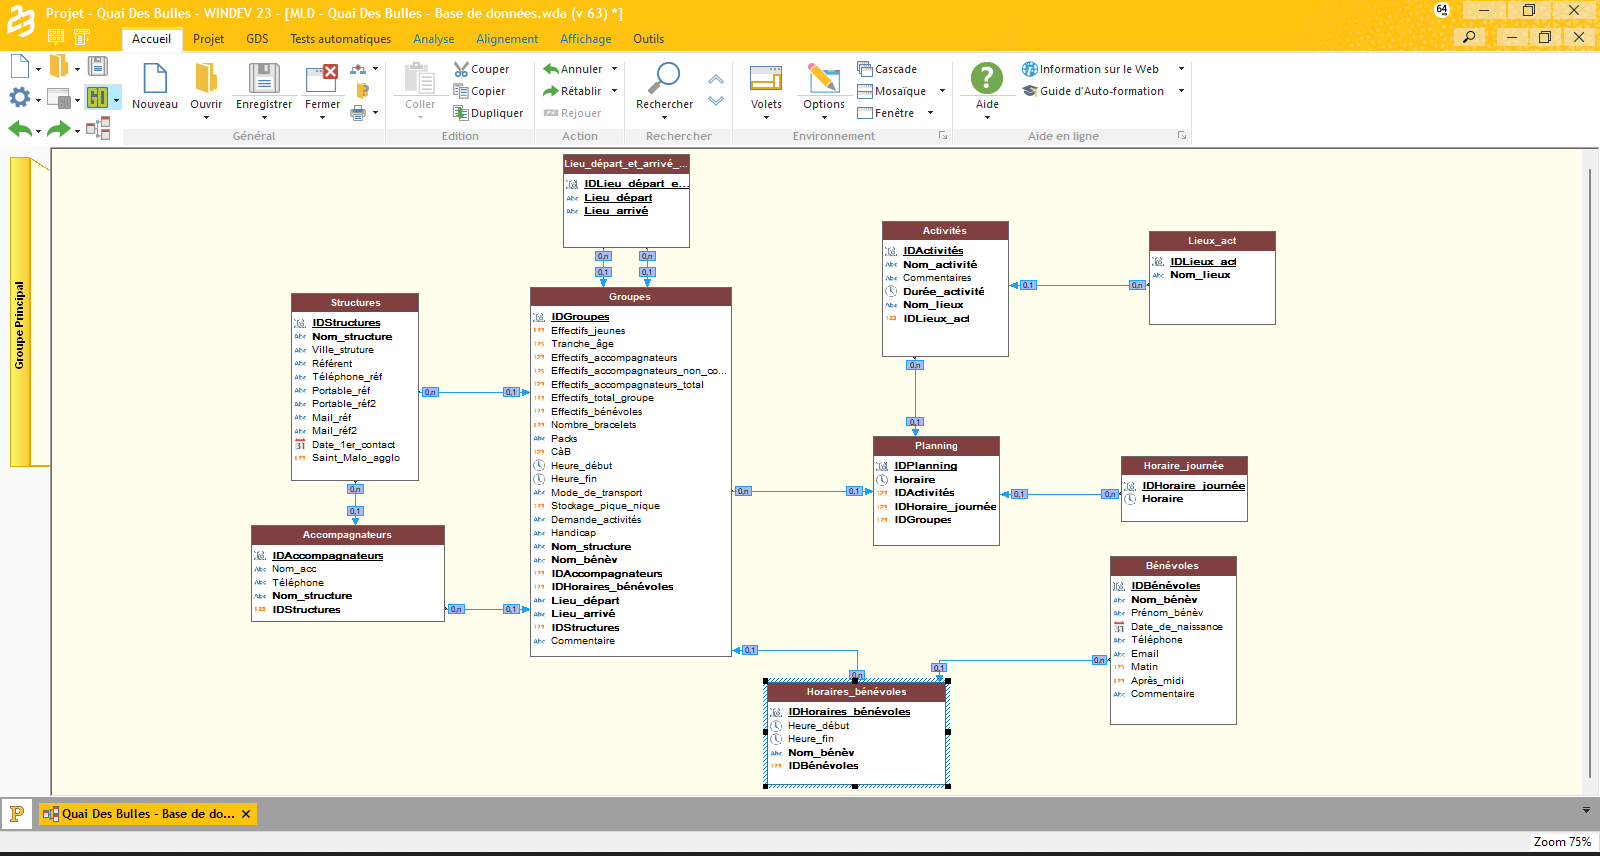 Projet - Quai Des Bulles - WINDEV 23 - [MLD - Quai Des Bulles - Base de données.wda (v 63) *]
64
Accueil Projet GDS Tests automatiques Analyse Alignement Affichage Outils
Nouveau Ouvrir Enregistrer Fermer
Général
Coller Couper Copier Dupliquer
Edition
Annuler Rétablir Rejouer
Action
Rechercher
Rechercher
Volets Options Cascade Mosaïque Fenêtre
Environnement
Aide Information sur le Web Guide d'Auto-formation
Aide en ligne
Groupe Principal
Lieu_départ_et_arrivé_...
IDLieu_départ_e...
Lieu_départ
Lieu_arrivé
0,n 0,n
0,1 0,1
Structures
IDStructures
Nom_structure
Ville_struture
Référent
Téléphone_réf
Portable_réf
Portable_réf2
Mail_réf
Mail_réf2
Date_1er_contact
Saint_Malo_agglo
0,n 0,1
0,n
0,1
Accompagnateurs
IDAccompagnateurs
Nom_acc
Téléphone
Nom_structure
IDStructures
0,n 0,1
Groupes
IDGroupes
Effectifs_jeunes
Tranche_âge
Effectifs_accompagnateurs
Effectifs_accompagnateurs_non_co...
Effectifs_accompagnateurs_total
Effectifs_total_groupe
Effectifs_bénévoles
Nombre_bracelets
Packs
CàB
Heure_début
Heure_fin
Mode_de_transport
Stockage_pique_nique
Demande_activités
Handicap
Nom_structure
Nom_bénèv
IDAccompagnateurs
IDHoraires_bénévoles
Lieu_départ
Lieu_arrivé
IDStructures
Commentaire
0,n 0,1
0,1
0,n
Activités
IDActivités
Nom_activité
Commentaires
Durée_activité
Nom_lieux
IDLieux_act
0,1 0,n
Lieux_act
IDLieux_act
Nom_lieux
0,n
0,1
Planning
IDPlanning
Horaire
IDActivités
IDHoraire_journée
IDGroupes
0,1 0,n
Horaire_journée
IDHoraire_journée
Horaire
Bénévoles
IDBénévoles
Nom_bénèv
Prénom_bénèv
Date_de_naissance
Téléphone
Email
Matin
Après_midi
Commentaire
0,n
0,1
Horaires_bénévoles
IDHoraires_bénévoles
Heure_début
Heure_fin
Nom_bénèv
IDBénévoles
Quai Des Bulles - Base de do...
Zoom 75%